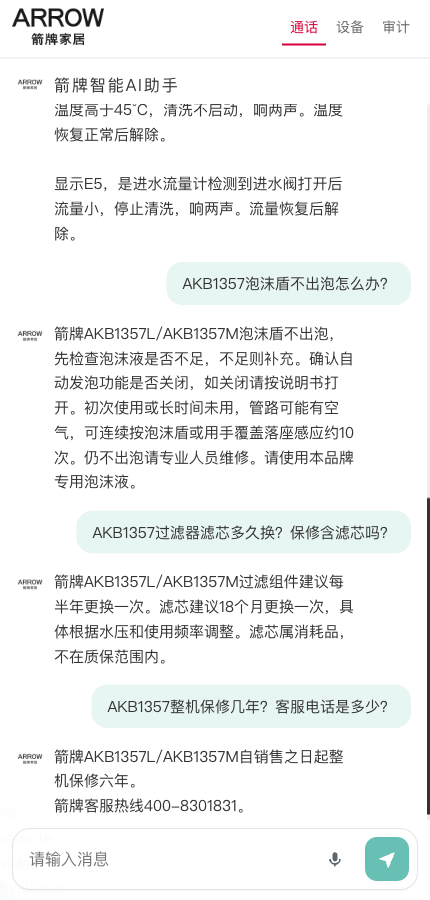 ARROW
箭牌家居
通话 设备 审计
ARROW
箭牌家居
箭牌智能AI助手
温度高于45℃，清洗不启动，响两声。温度
恢复正常后解除。
显示E5，是进水流量计检测到进水阀打开后
流量小，停止清洗，响两声。流量恢复后解
除。
AKB1357泡沫盾不出泡怎么办？
ARROW
箭牌家居
箭牌AKB1357L/AKB1357M泡沫盾不出泡，
先检查泡沫液是否不足，不足则补充。确认自
动发泡功能是否关闭，如关闭请按说明书打
开。初次使用或长时间未用，管路可能有空
气，可连续按泡沫盾或用手覆盖落座感应约10
次。仍不出泡请专业人员维修。请使用本品牌
专用泡沫液。
AKB1357过滤器滤芯多久换？保修含滤芯吗？
ARROW
箭牌家居
箭牌AKB1357L/AKB1357M过滤组件建议每
半年更换一次。滤芯建议18个月更换一次，具
体根据水压和使用频率调整。滤芯属消耗品，
不在质保范围内。
AKB1357整机保修几年？客服电话是多少？
ARROW
箭牌家居
箭牌AKB1357L/AKB1357M自销售之日起整
机保修六年。
箭牌客服热线400-8301831。
请输入消息